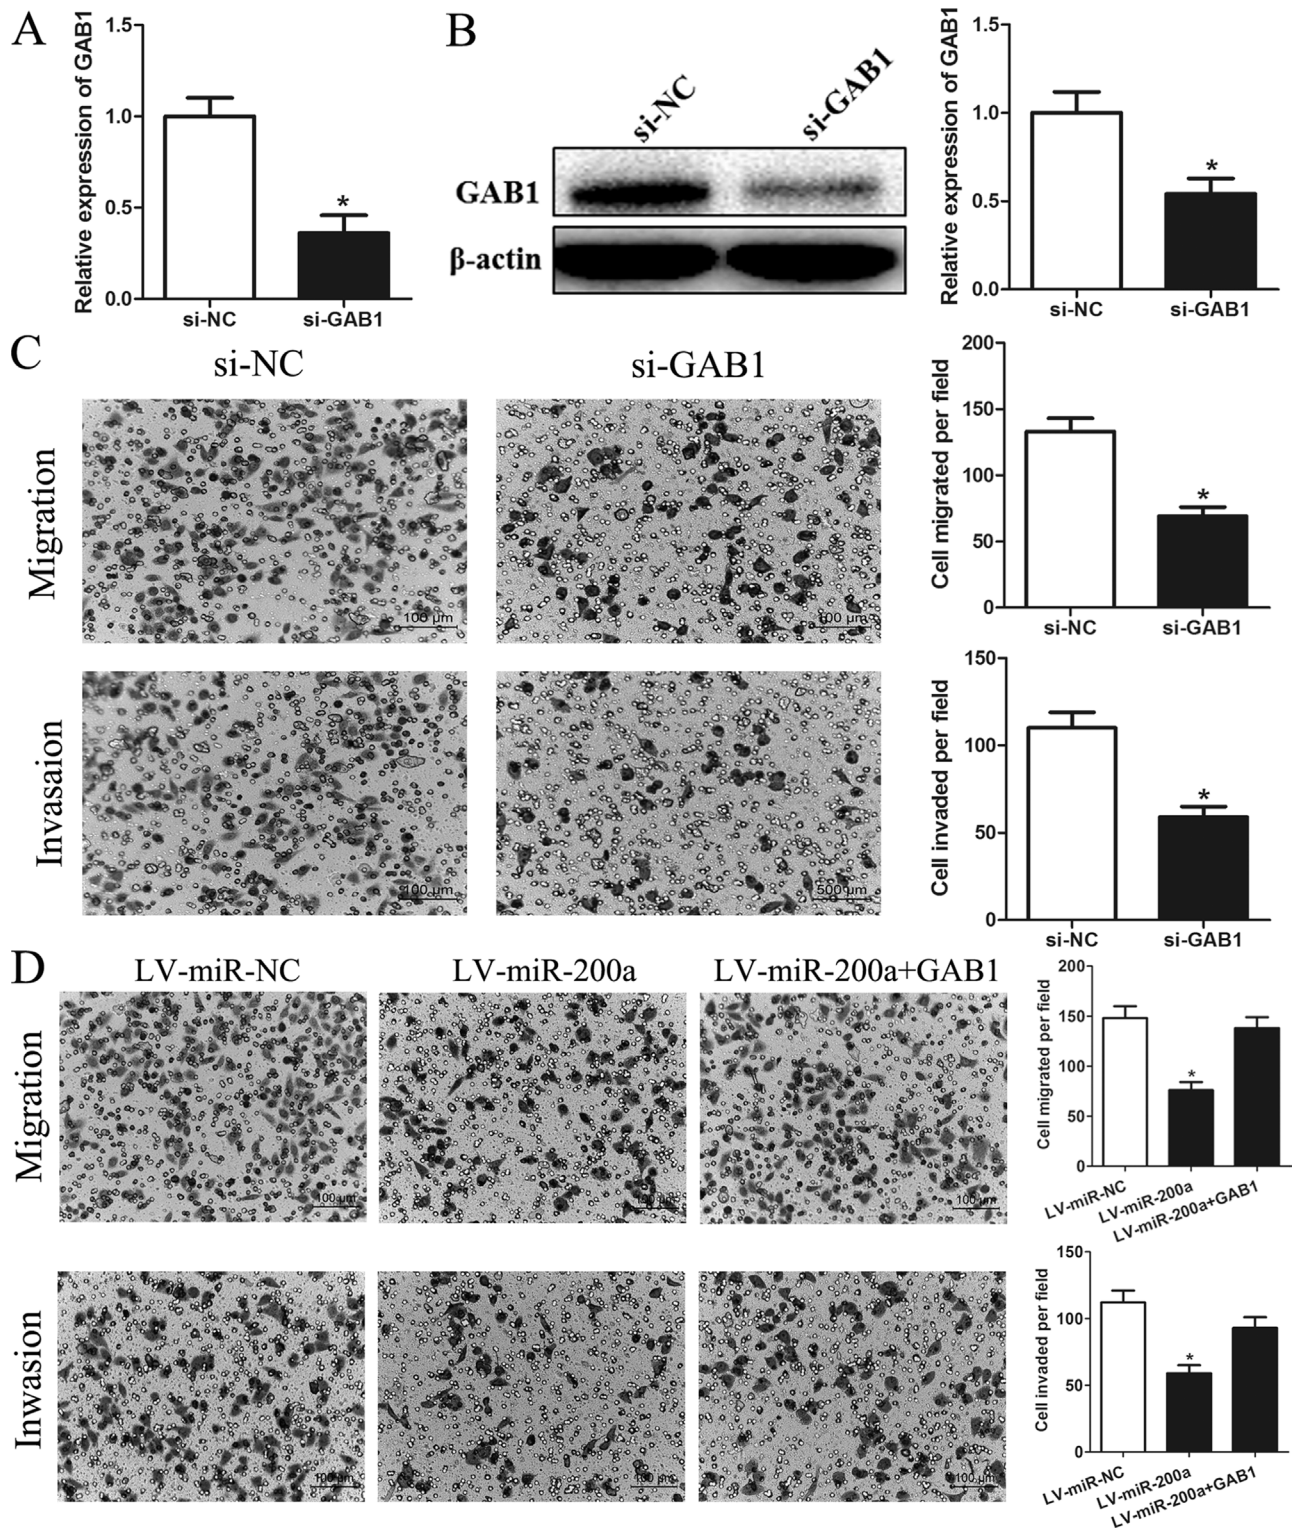 A
Relative expression of GAB1
1.5
1.0
0.5
0.0
*
si-NC
si-GAB1
B
si-NC
si-GAB1
GAB1
β-actin
Relative expression of GAB1
1.5
1.0
0.5
0.0
*
si-NC
si-GAB1
C
si-NC
si-GAB1
Migration
100 μm
100 μm
Cell migrated per field
200
150
100
50
0
*
si-NC
si-GAB1
Invasaion
100 μm
500 μm
Cell invaded per field
150
100
50
0
*
si-NC
si-GAB1
D
LV-miR-NC
LV-miR-200a
LV-miR-200a+GAB1
Migration
100 μm
100 μm
100 μm
Cell migrated per field
200
150
100
50
0
*
LV-miR-NC
LV-miR-200a
LV-miR-200a+GAB1
Inwasion
100 μm
100 μm
100 μm
Cell invaded per field
150
100
50
0
*
LV-miR-NC
LV-miR-200a
LV-miR-200a+GAB1